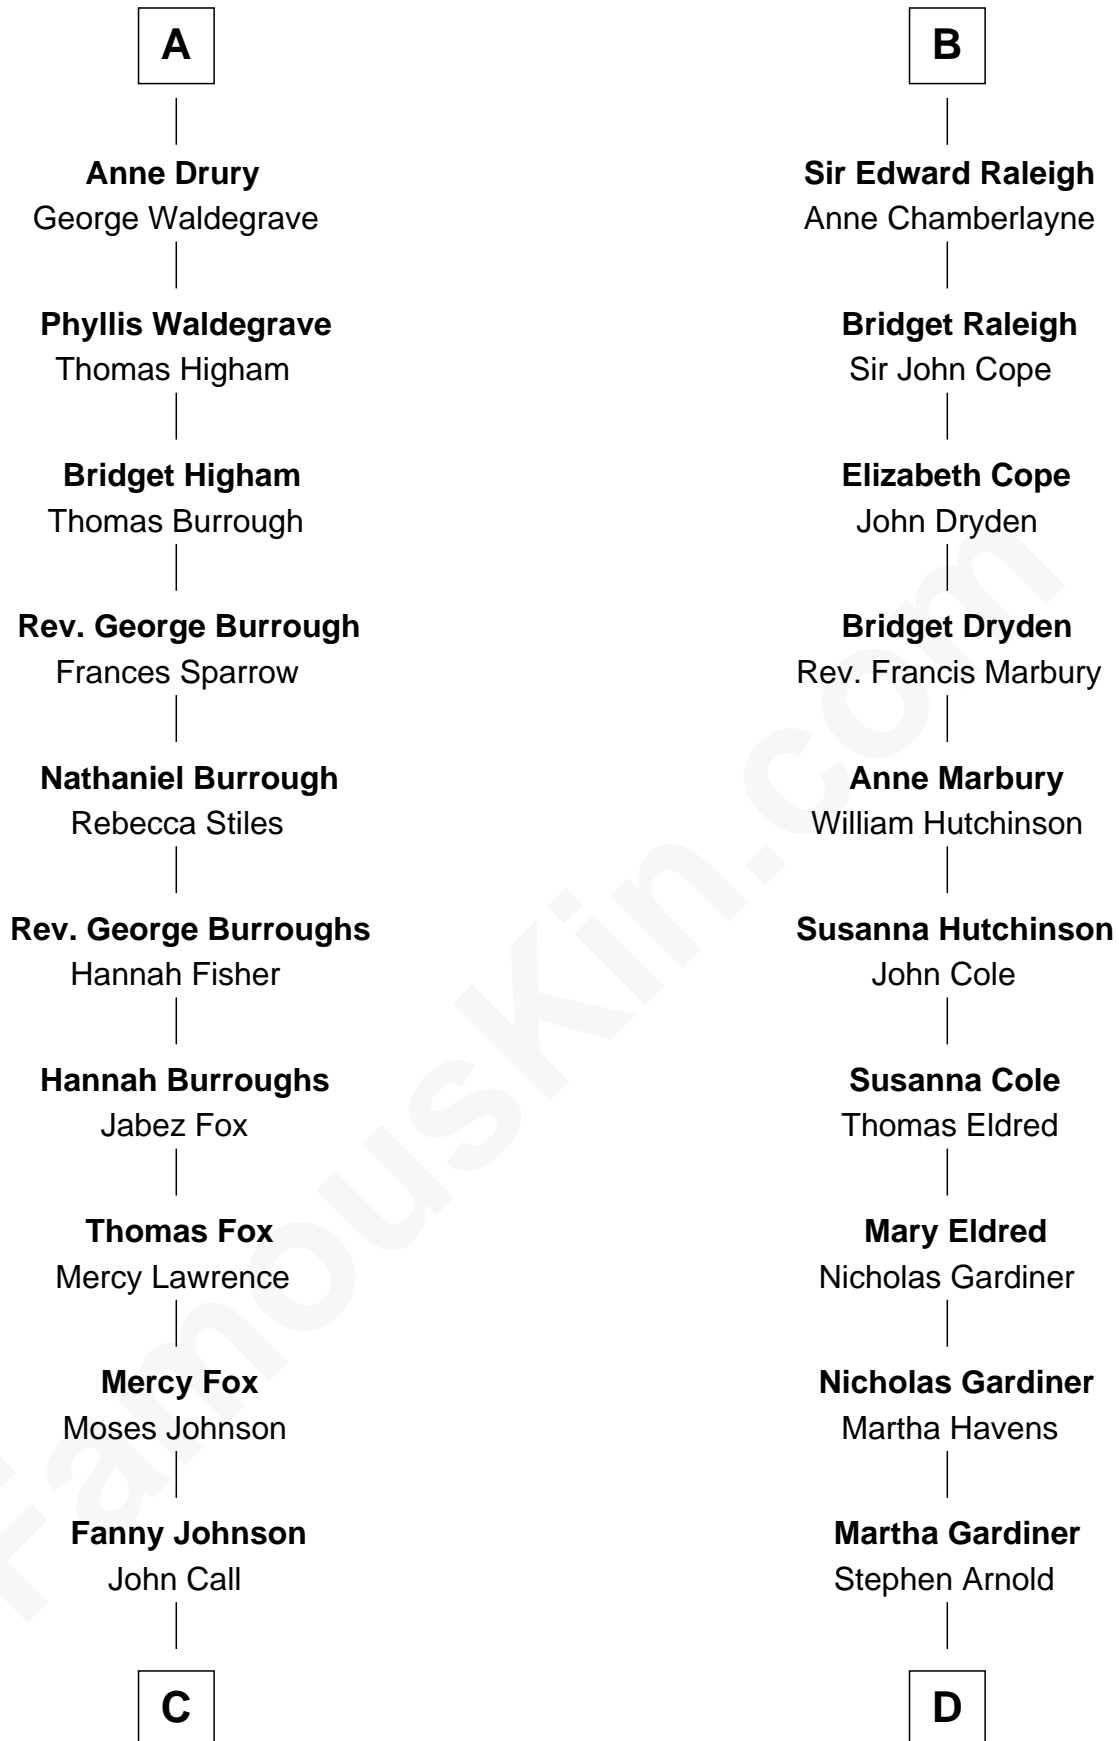 A
Anne Drury
George Waldegrave
Phyllis Waldegrave
Thomas Higham
Bridget Higham
Thomas Burrough
Rev. George Burrough
Frances Sparrow
Nathaniel Burrough
Rebecca Stiles
Rev. George Burroughs
Hannah Fisher
Hannah Burroughs
Jabez Fox
Thomas Fox
Mercy Lawrence
Mercy Fox
Moses Johnson
Fanny Johnson
John Call
C
B
Sir Edward Raleigh
Anne Chamberlayne
Bridget Raleigh
Sir John Cope
Elizabeth Cope
John Dryden
Bridget Dryden
Rev. Francis Marbury
Anne Marbury
William Hutchinson
Susanna Hutchinson
John Cole
Susanna Cole
Thomas Eldred
Mary Eldred
Nicholas Gardiner
Nicholas Gardiner
Martha Havens
Martha Gardiner
Stephen Arnold
D
FamousKin.com